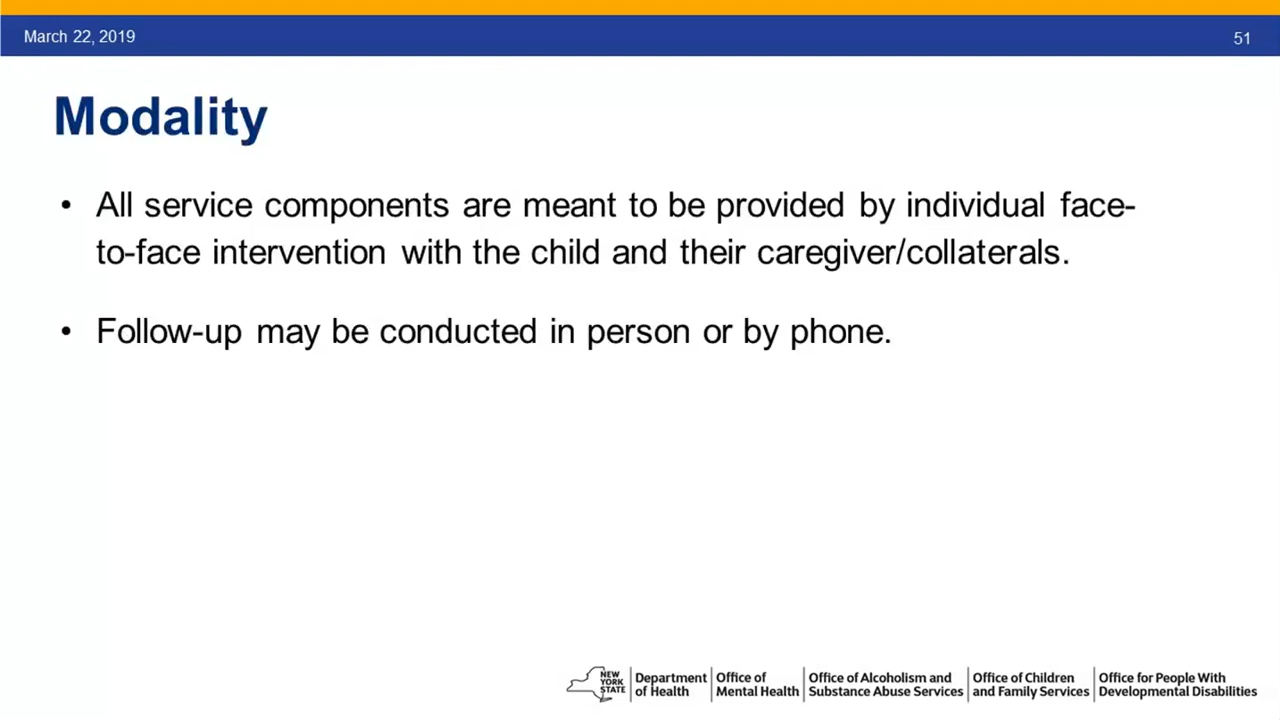 March 22, 2019
51
Modality
• All service components are meant to be provided by individual face-
to-face intervention with the child and their caregiver/collaterals.
• Follow-up may be conducted in person or by phone.
NEW
YORK
STATE
Department
of Health
Office of
Mental Health
Office of Alcoholism and
Substance Abuse Services
Office of Children
and Family Services
Office for People With
Developmental Disabilities